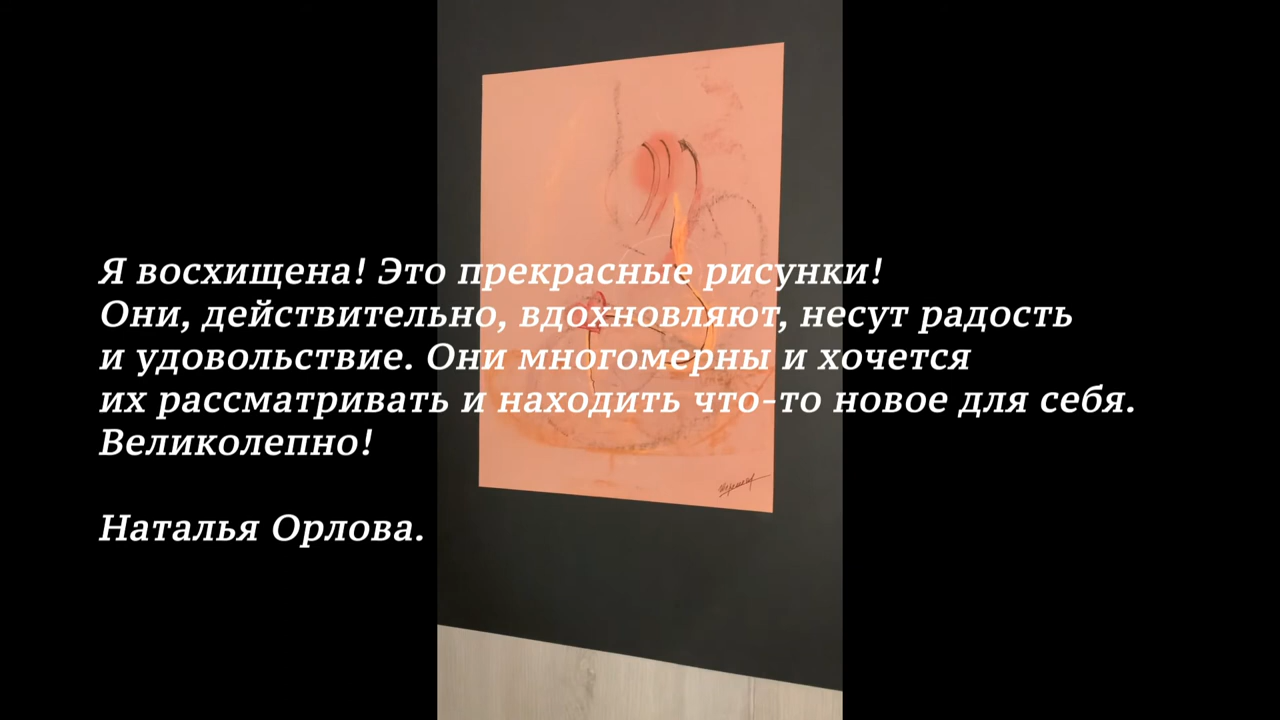 Я восхищена! Это прекрасные рисунки!
Они, действительно, вдохновляют, несут радость
и удовольствие. Они многомерны и хочется
их рассматривать и находить что-то новое для себя.
Великолепно!
Наталья Орлова.